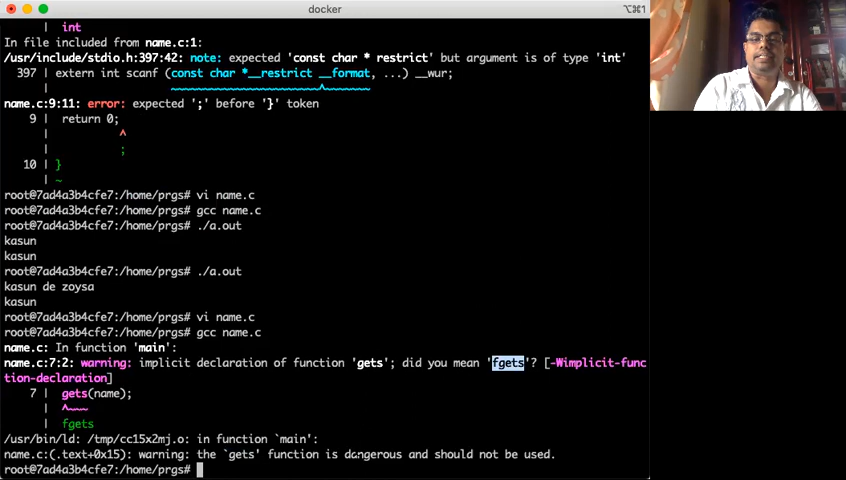 docker
⌥⌘1
| int
In file included from name.c:1:
/usr/include/stdio.h:397:42: note: expected 'const char * restrict' but argument is of type 'int'
397 | extern int scanf (const char *__restrict __format, ...) __wur;
| ~~~~~~~~~~~~~~~~~~~~~~~^~~~~~~~
name.c:9:11: error: expected ';' before '}' token
9 | return 0;
| ^
| ;
10 | }
| ~
root@7ad4a3b4cfe7:/home/prgs# vi name.c
root@7ad4a3b4cfe7:/home/prgs# gcc name.c
root@7ad4a3b4cfe7:/home/prgs# ./a.out
kasun
kasun
root@7ad4a3b4cfe7:/home/prgs# ./a.out
kasun de zoysa
kasun
root@7ad4a3b4cfe7:/home/prgs# vi name.c
root@7ad4a3b4cfe7:/home/prgs# gcc name.c
name.c: In function 'main':
name.c:7:2: warning: implicit declaration of function 'gets'; did you mean 'fgets'? [-Wimplicit-func
tion-declaration]
7 | gets(name);
| ^~~~
| fgets
/usr/bin/ld: /tmp/cc15x2mj.o: in function `main':
name.c:(.text+0x15): warning: the `gets' function is dangerous and should not be used.
root@7ad4a3b4cfe7:/home/prgs#